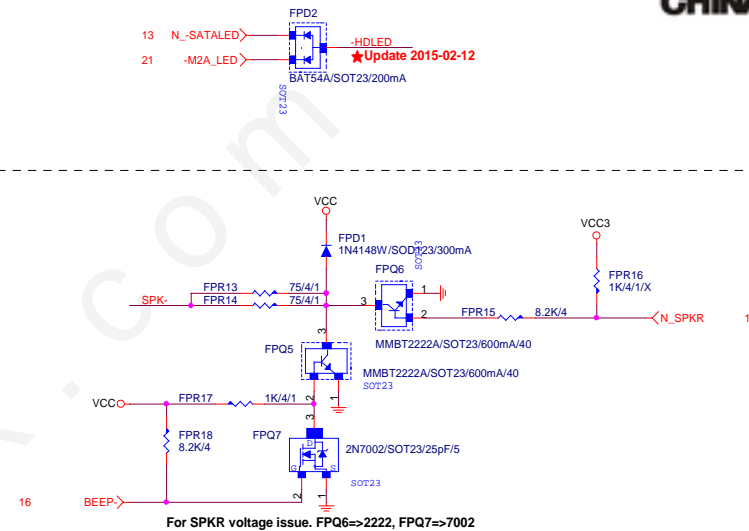 CHINA
FPD2
13 N_-SATALED
21 -M2A_LED
-HDLED
★Update 2015-02-12
BAT54A/SOT23/200mA
SOT23
VCC
FPD1
1N4148W/SOD123/300mA
SOT23
FPQ6
VCC3
FPR16
1K/4/1/X
SPK-
FPR13 75/4/1
FPR14 75/4/1
3
1
2
FPR15 8.2K/4
N_SPKR 1
MMBT2222A/SOT23/600mA/40
3
FPQ5
MMBT2222A/SOT23/600mA/40
SOT23
2
1
VCC
FPR17 1K/4/1
3
FPR18
8.2K/4
FPQ7
D
G
S
2N7002/SOT23/25pF/5
SOT23
2
1
16 BEEP-
For SPKR voltage issue. FPQ6=>2222, FPQ7=>7002
.com